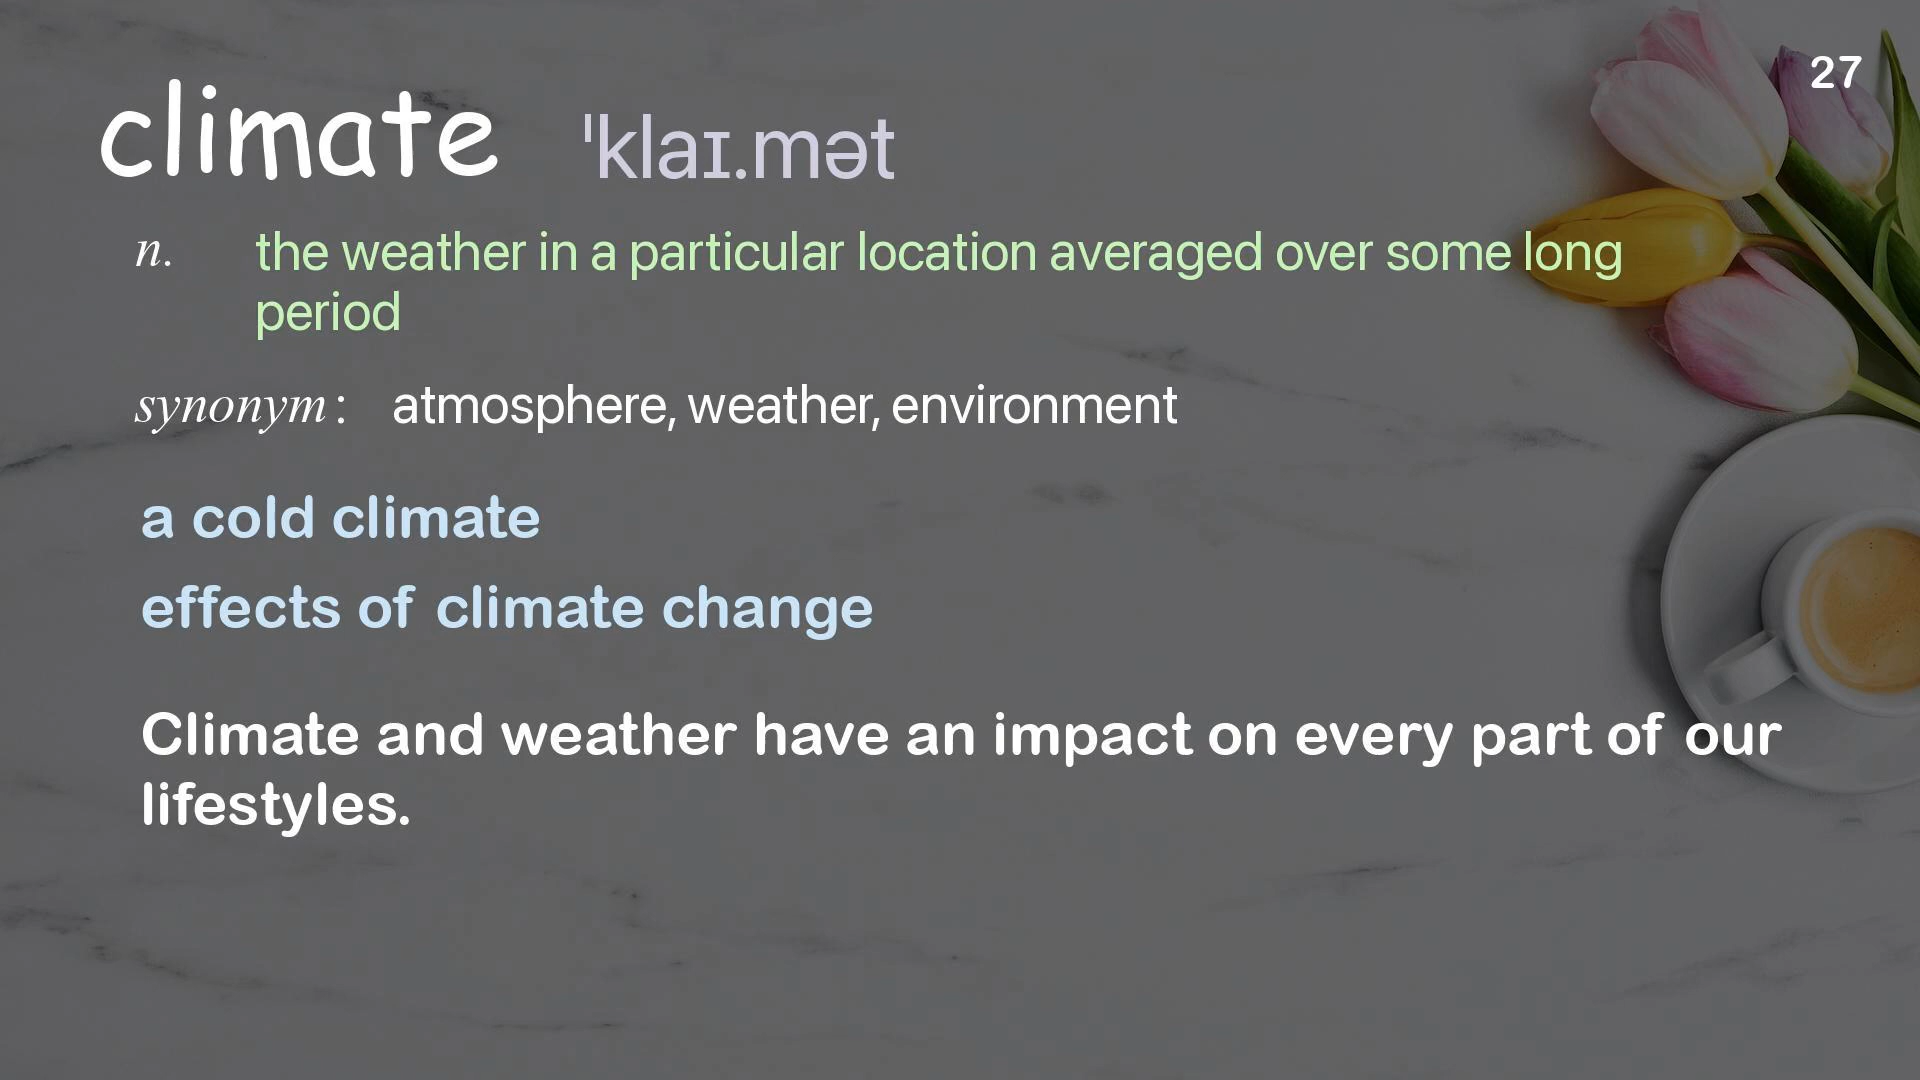 27
climate ˈklaɪ.mət
n. the weather in a particular location averaged over some long
period
synonym: atmosphere, weather, environment
a cold climate
effects of climate change
Climate and weather have an impact on every part of our
lifestyles.